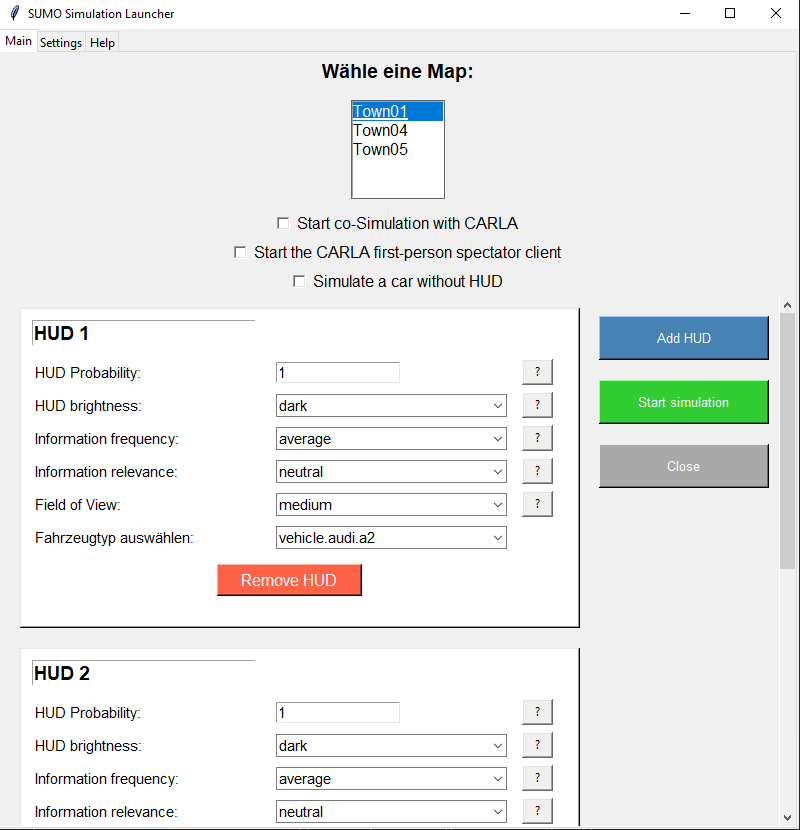 SUMO Simulation Launcher
Main Settings Help
Wähle eine Map:
Town01
Town04
Town05
Start co-Simulation with CARLA
Start the CARLA first-person spectator client
Simulate a car without HUD
HUD 1
HUD Probability: 1 ?
HUD brightness: dark ?
Information frequency: average ?
Information relevance: neutral ?
Field of View: medium ?
Fahrzeugtyp auswählen: vehicle.audi.a2
Remove HUD
Add HUD
Start simulation
Close
HUD 2
HUD Probability: 1 ?
HUD brightness: dark ?
Information frequency: average ?
Information relevance: neutral ?